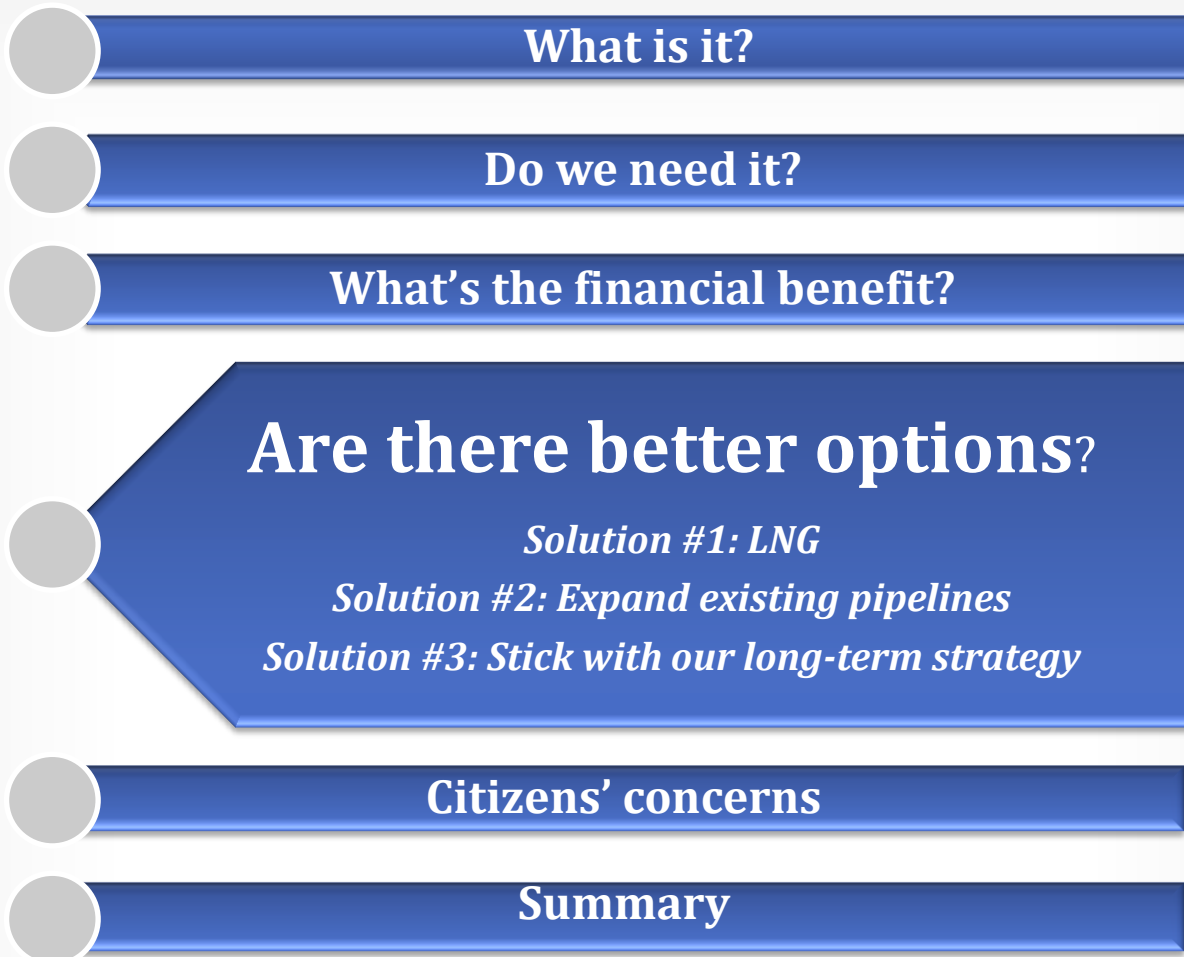 What is it?
Do we need it?
What’s the financial benefit?
Are there better options?
Solution #1: LNG
Solution #2: Expand existing pipelines
Solution #3: Stick with our long-term strategy
Citizens’ concerns
Summary